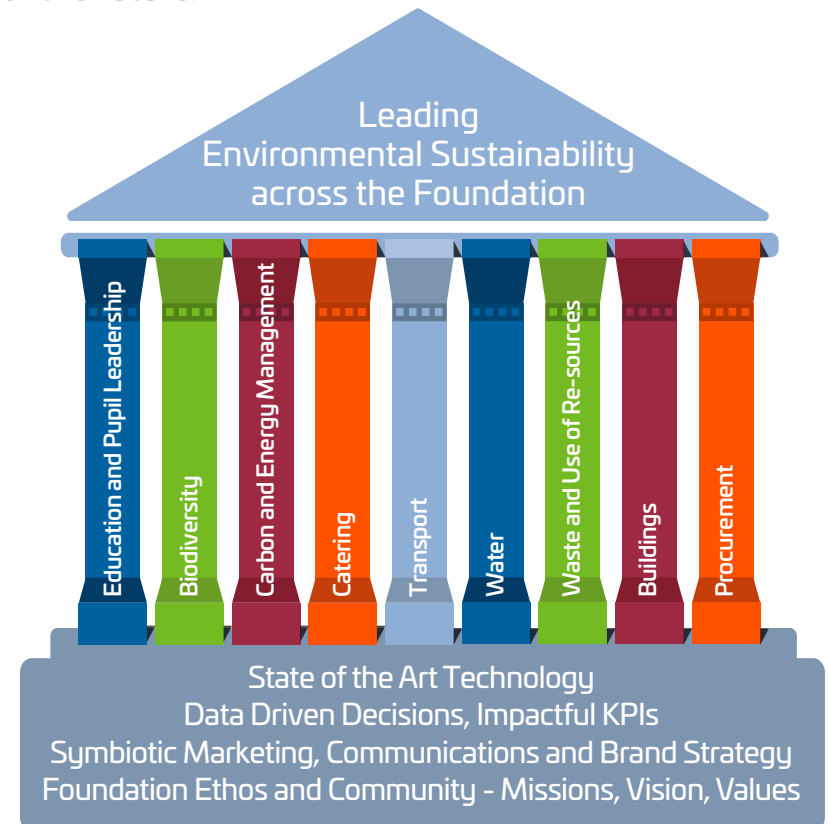 Leading
Environmental Sustainability
across the Foundation
Education and Pupil Leadership
Biodiversity
Carbon and Energy Management
Catering
Transport
Water
Waste and Use of Re-sources
Buildings
Procurement
State of the Art Technology
Data Driven Decisions, Impactful KPIs
Symbiotic Marketing, Communications and Brand Strategy
Foundation Ethos and Community - Missions, Vision, Values